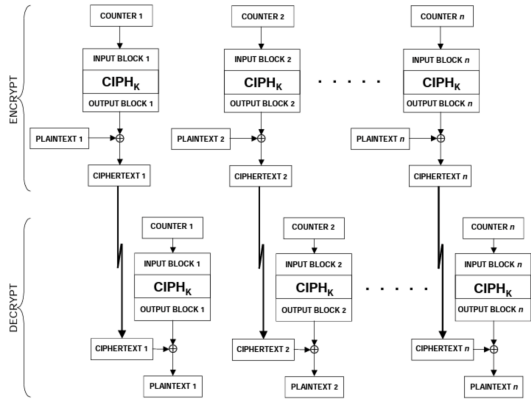 ENCRYPT
COUNTER 1 COUNTER 2 COUNTER n
INPUT BLOCK 1 INPUT BLOCK 2 INPUT BLOCK n
CIPHK CIPHK CIPHK
OUTPUT BLOCK 1 OUTPUT BLOCK 2 OUTPUT BLOCK n
PLAINTEXT 1 PLAINTEXT 2 PLAINTEXT n
CIPHERTEXT 1 CIPHERTEXT 2 CIPHERTEXT n
DECRYPT
COUNTER 1 COUNTER 2 COUNTER n
INPUT BLOCK 1 INPUT BLOCK 2 INPUT BLOCK n
CIPHK CIPHK CIPHK
OUTPUT BLOCK 1 OUTPUT BLOCK 2 OUTPUT BLOCK n
CIPHERTEXT 1 CIPHERTEXT 2 CIPHERTEXT n
PLAINTEXT 1 PLAINTEXT 2 PLAINTEXT n